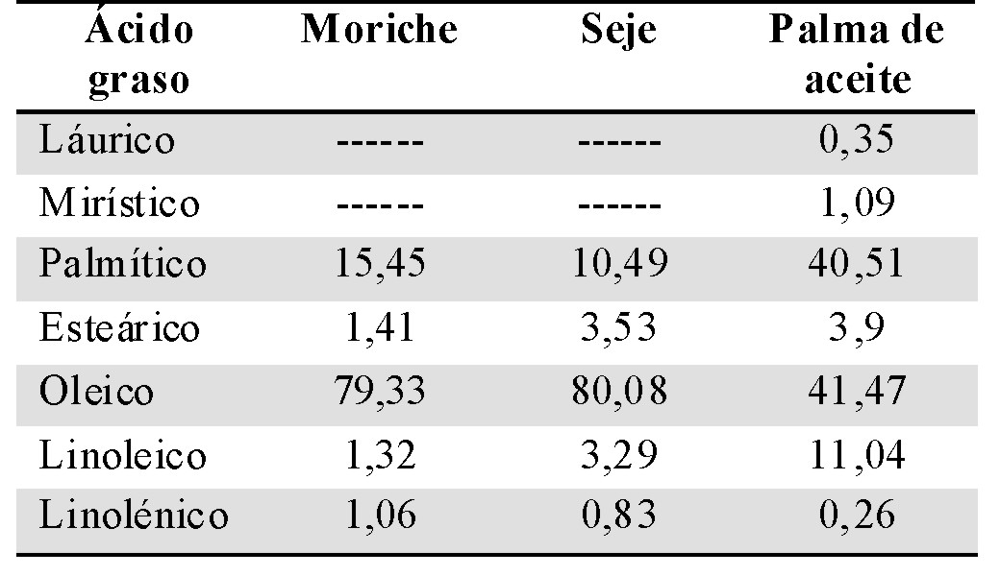 Ácido graso Moriche Seje Palma de aceite
Láurico ------ ------ 0,35
Mirístico ------ ------ 1,09
Palmítico 15,45 10,49 40,51
Esteárico 1,41 3,53 3,9
Oleico 79,33 80,08 41,47
Linoleico 1,32 3,29 11,04
Linolénico 1,06 0,83 0,26